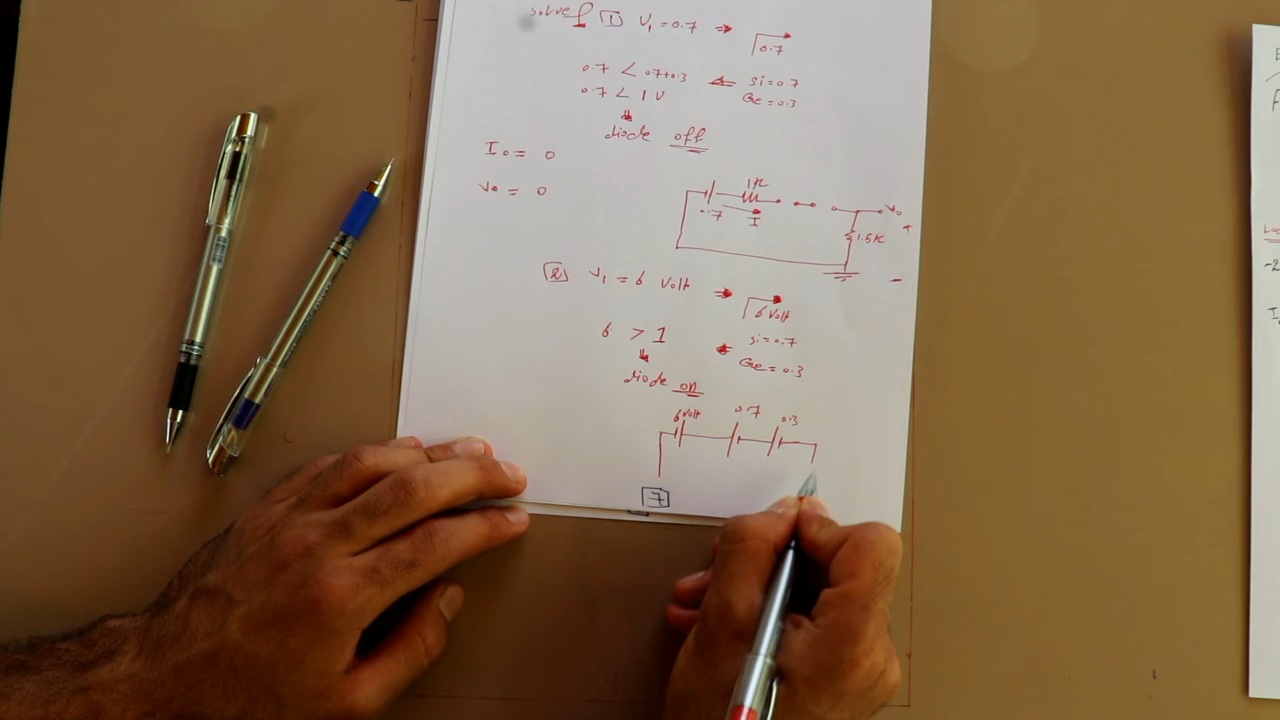 solve
[1] V₁ = 0.7 ⇒ 0.7
0.7 < 0.7+0.3 ⇐ Si = 0.7
0.7 < 1 V Ge = 0.3
diode off
I₀ = 0
V₀ = 0
1K
0.7 I V₀
+
1.5K
-
[2] V₁ = 6 Volt ⇒ 6 Volt
6 > 1 Si = 0.7
Ge = 0.3
diode on
6 Volt 0.7 0.3
7
-2